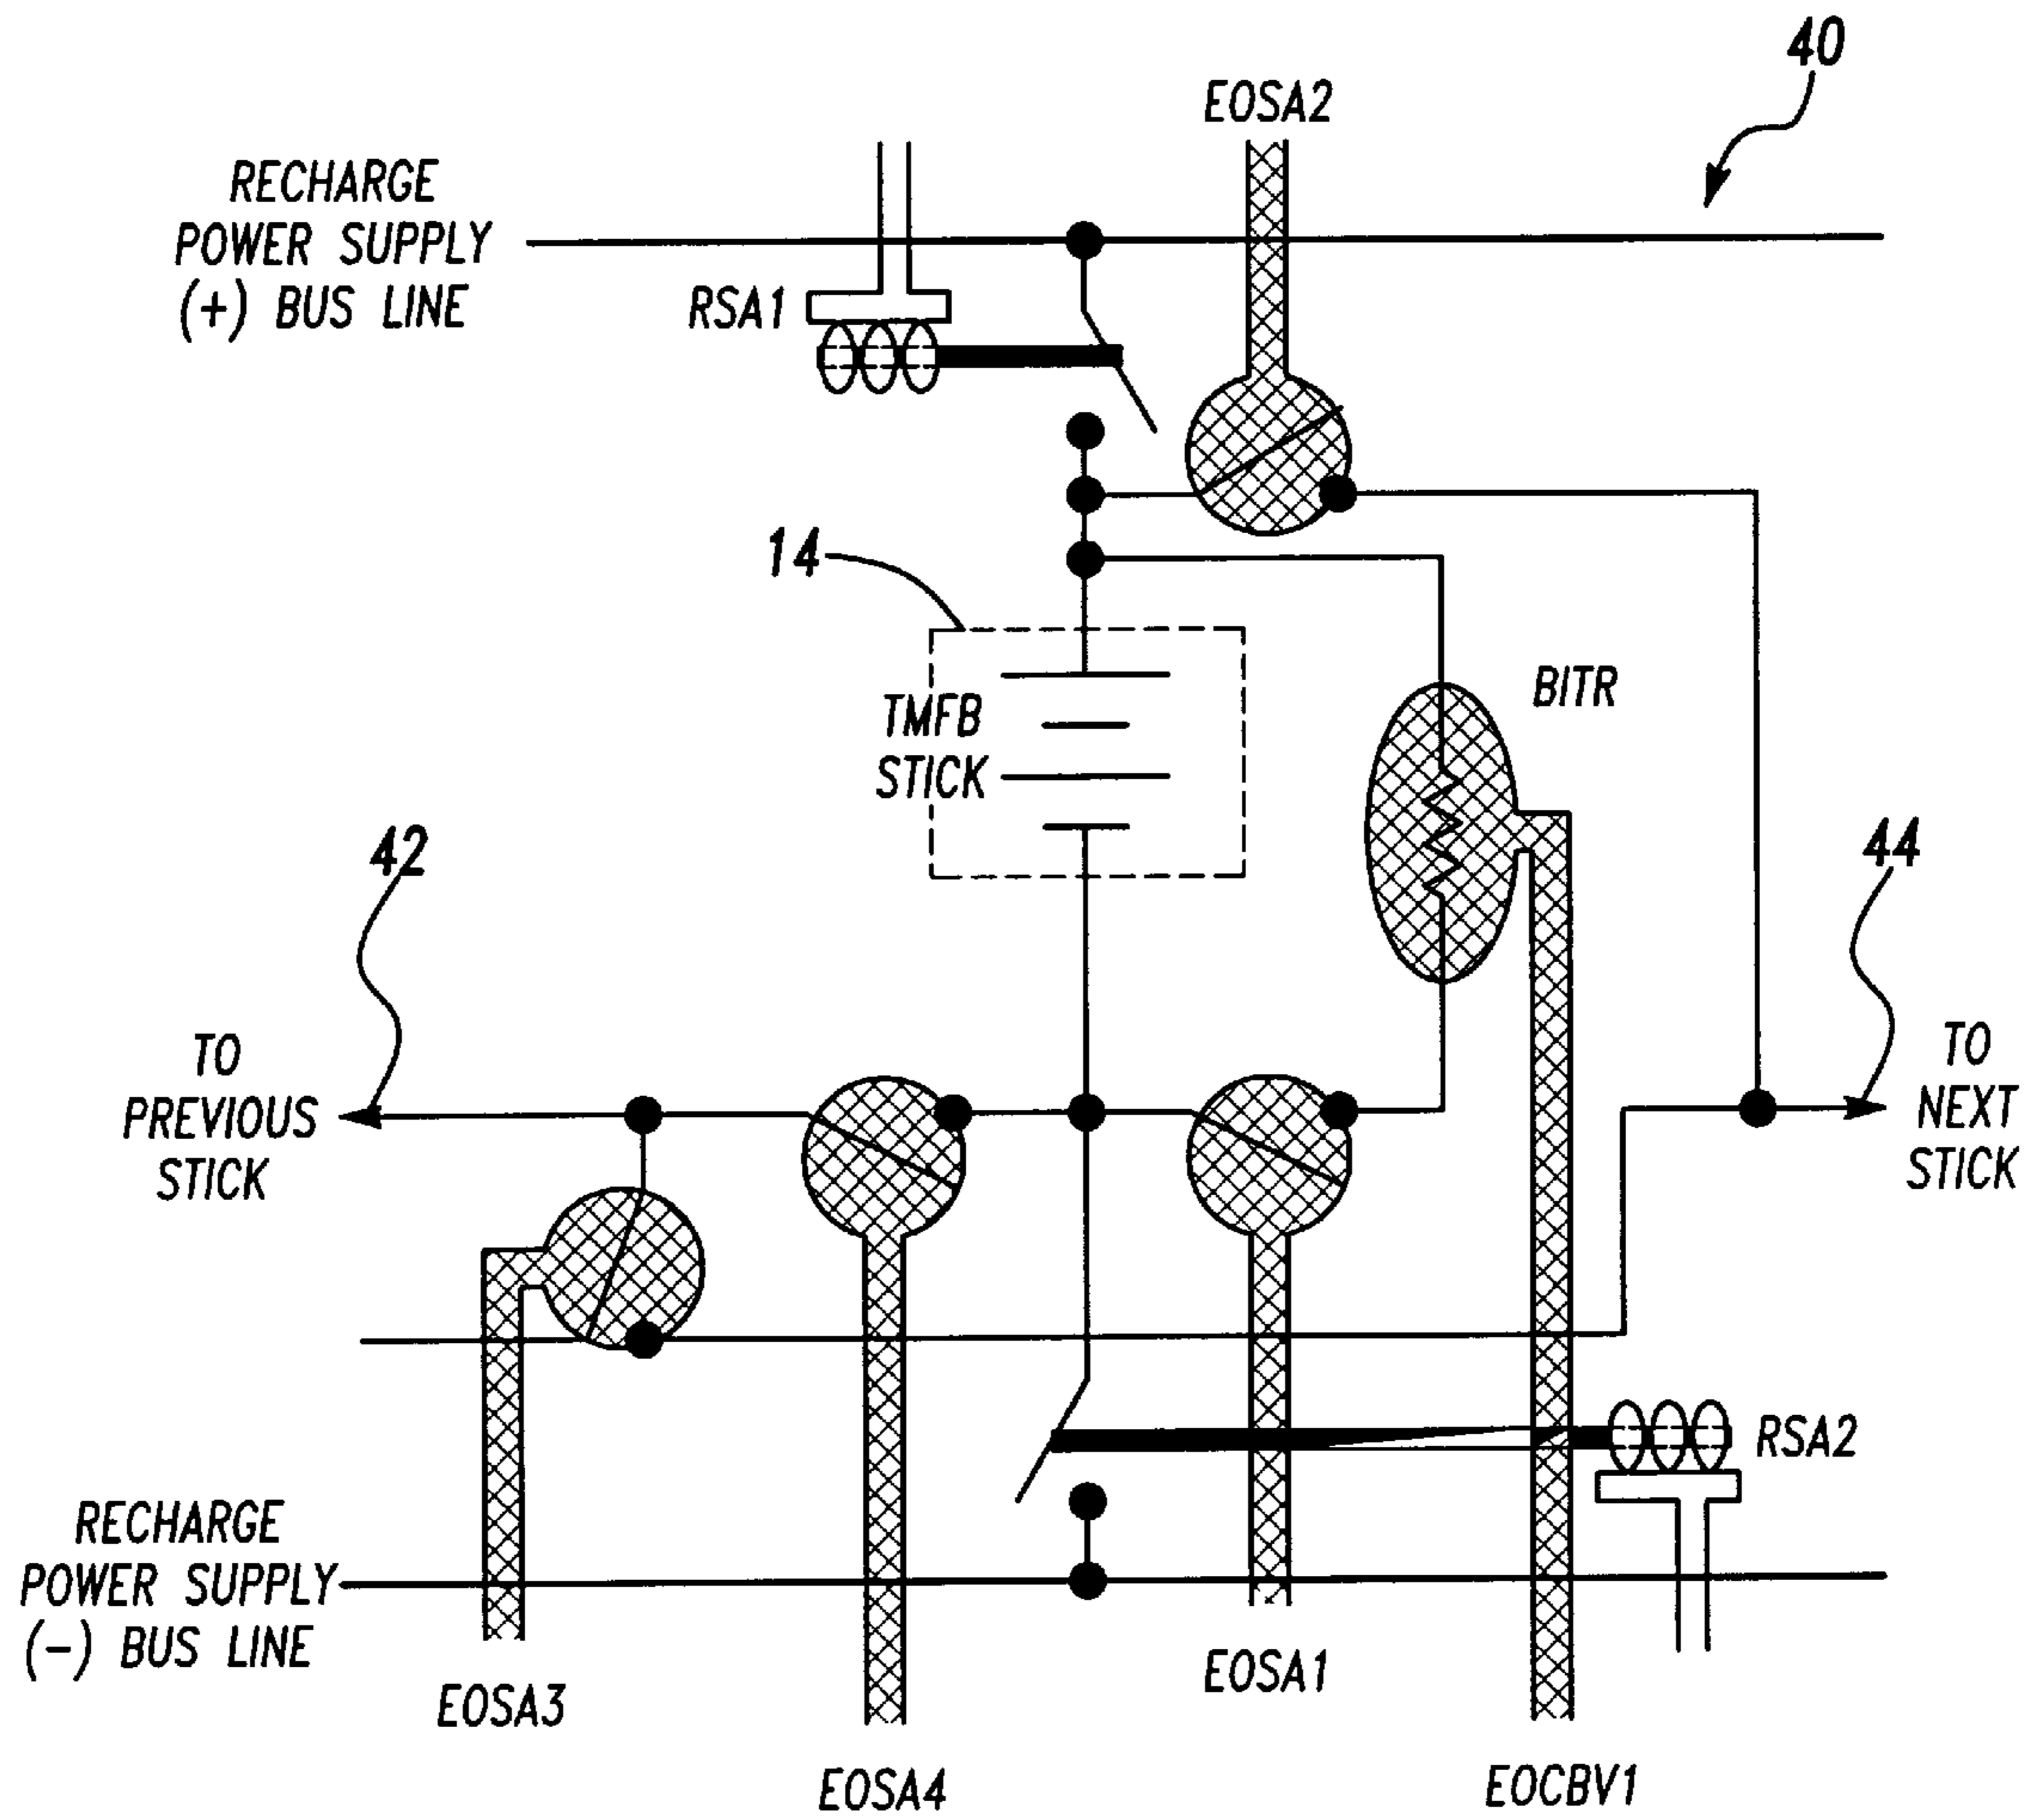 40
EOSA2
RECHARGE
POWER SUPPLY
(+) BUS LINE
RSA1
14
TMFB
STICK
BITR
42
44
TO
PREVIOUS
STICK
TO
NEXT
STICK
RSA2
RECHARGE
POWER SUPPLY
(-) BUS LINE
EOSA3
EOSA1
EOSA4
EOCBV1